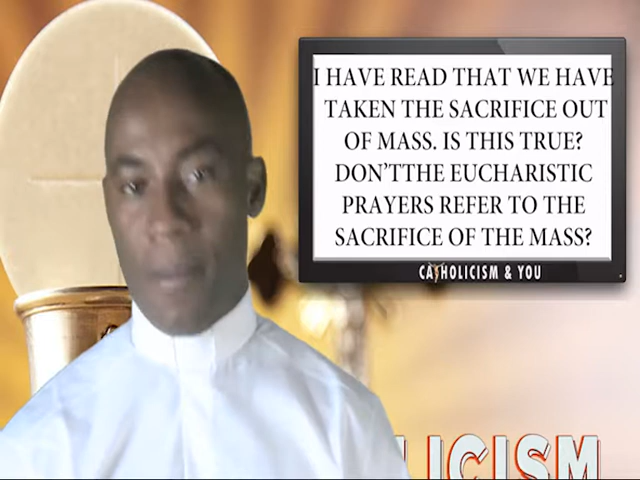 I HAVE READ THAT WE HAVE
TAKEN THE SACRIFICE OUT
OF MASS. IS THIS TRUE?
DON'TTHE EUCHARISTIC
PRAYERS REFER TO THE
SACRIFICE OF THE MASS?
CATHOLICISM & YOU
LICISM